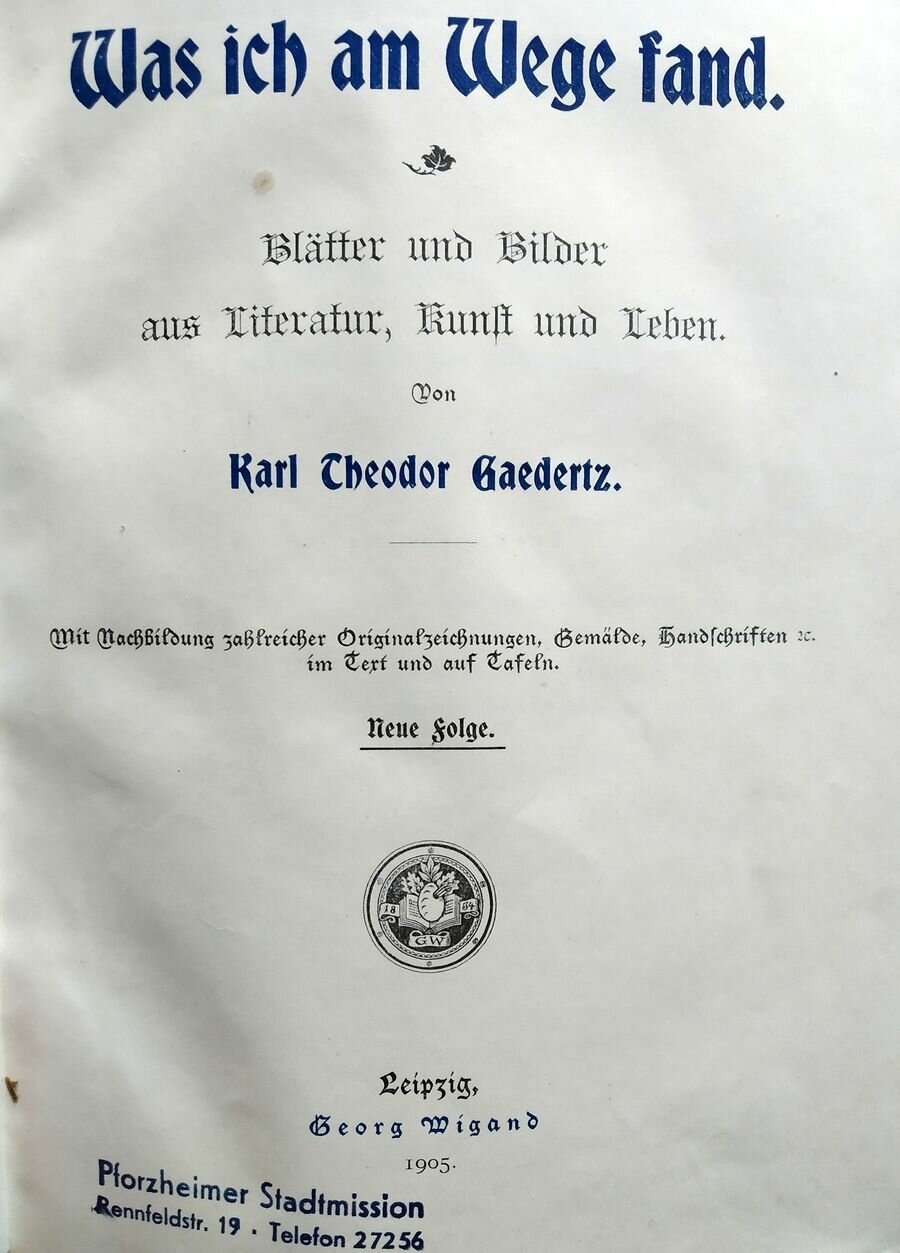 Was ich am Wege fand.
Blätter und Bilder
aus Literatur, Kunst und Leben.
Von
Karl Theodor Gaedertz.
Mit Nachbildung zahlreicher Originalzeichnungen, Gemälde, Handschriften ꝛc.
im Text und auf Tafeln.
Neue Folge.
18 34
GW
Leipzig,
Georg Wigand
1905.
Pforzheimer Stadtmission
Rennfeldstr. 19 · Telefon 27256